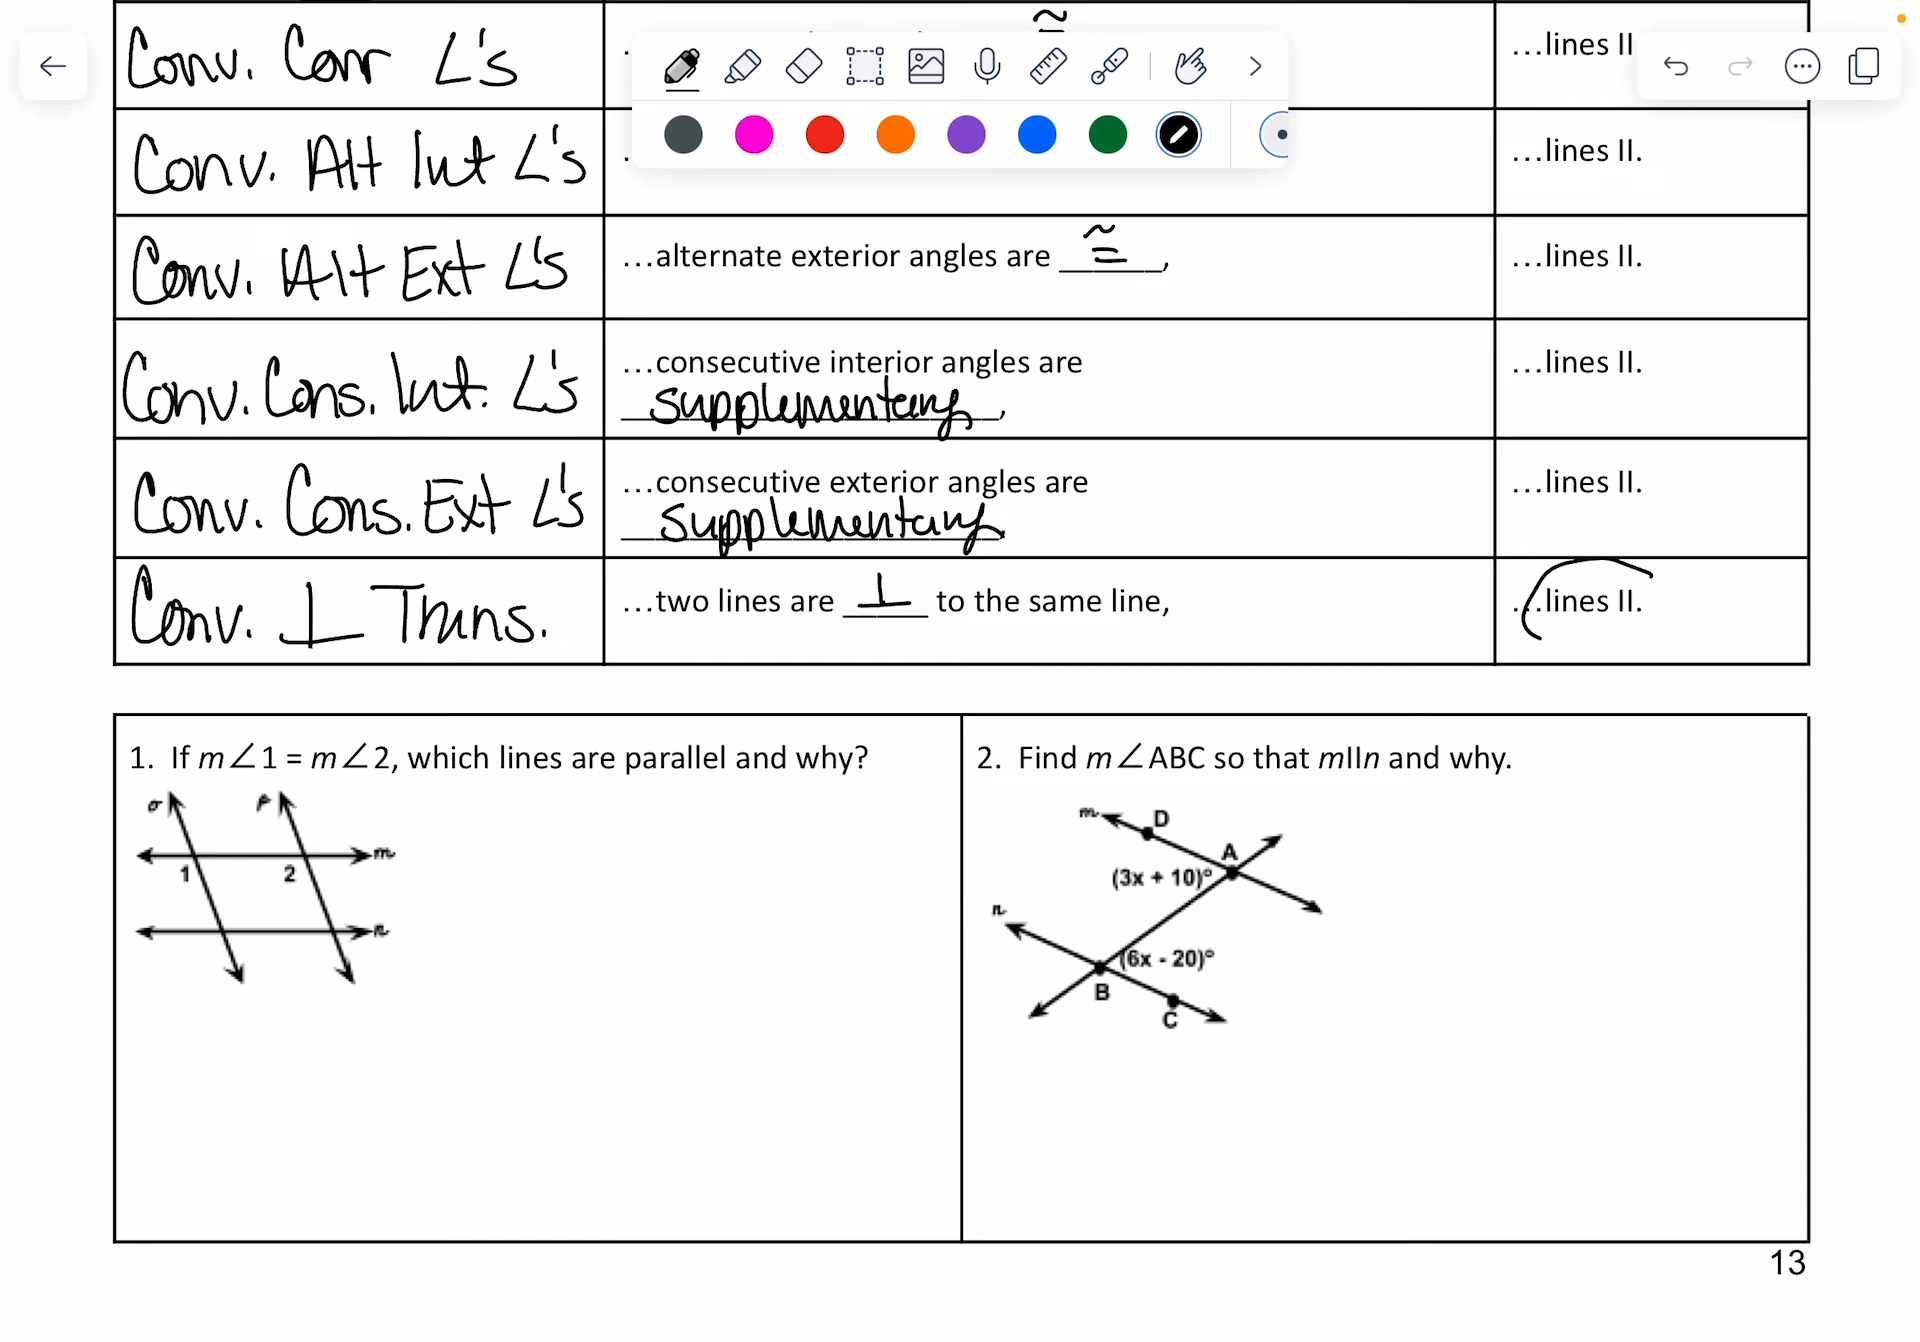 Conv. Corr ∠'s
≅
...lines II
Conv. Alt Int ∠'s
...lines II.
Conv. Alt Ext ∠'s
...alternate exterior angles are ≅,
...lines II.
Conv. Cons. Int. ∠'s
...consecutive interior angles are
supplementary,
...lines II.
Conv. Cons. Ext ∠'s
...consecutive exterior angles are
supplementary,
...lines II.
Conv. ⊥ Trans.
...two lines are ⊥ to the same line,
...lines II.
1. If m∠1 = m∠2, which lines are parallel and why?
o
p
m
1
2
n
2. Find m∠ABC so that mIIn and why.
m
D
A
(3x + 10)°
n
(6x - 20)°
B
C
13